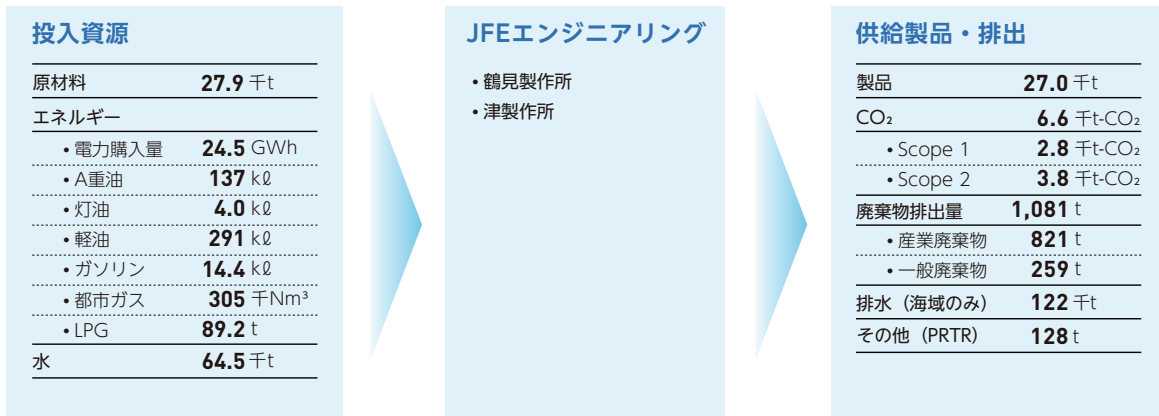 投入資源
原材料 27.9 千t
エネルギー
• 電力購入量 24.5 GWh
• A重油 137 kℓ
• 灯油 4.0 kℓ
• 軽油 291 kℓ
• ガソリン 14.4 kℓ
• 都市ガス 305 千Nm³
• LPG 89.2 t
水 64.5 千t
JFEエンジニアリング
• 鶴見製作所
• 津製作所
供給製品・排出
製品 27.0 千t
CO₂ 6.6 千t-CO₂
• Scope 1 2.8 千t-CO₂
• Scope 2 3.8 千t-CO₂
廃棄物排出量 1,081 t
• 産業廃棄物 821 t
• 一般廃棄物 259 t
排水（海域のみ） 122 千t
その他（PRTR） 128 t